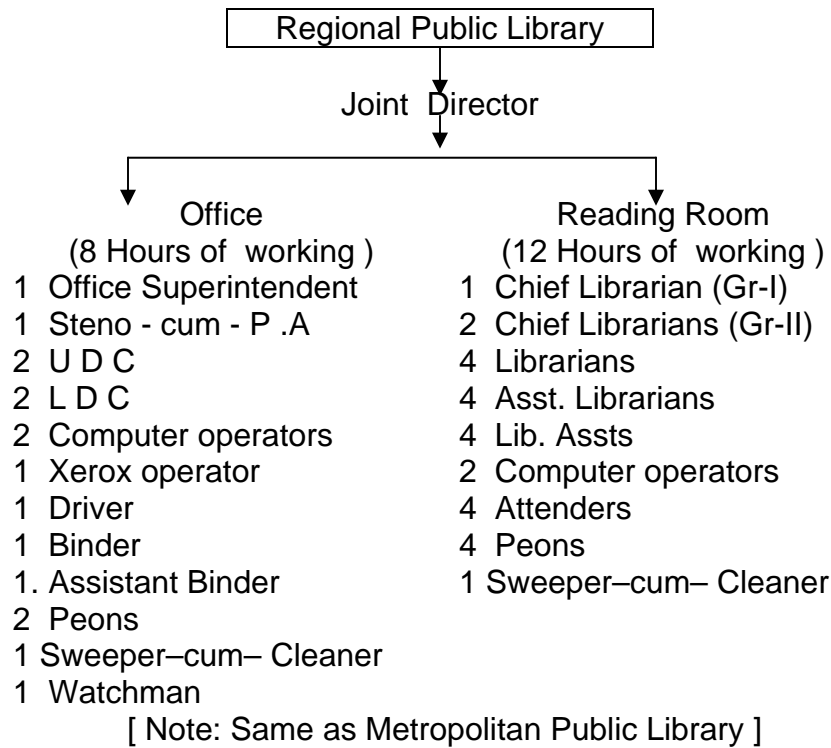 Regional Public Library
Joint Director
Office
(8 Hours of working )
1 Office Superintendent
1 Steno - cum - P .A
2 U D C
2 L D C
2 Computer operators
1 Xerox operator
1 Driver
1 Binder
1. Assistant Binder
2 Peons
1 Sweeper–cum– Cleaner
1 Watchman
Reading Room
(12 Hours of working )
1 Chief Librarian (Gr-I)
2 Chief Librarians (Gr-II)
4 Librarians
4 Asst. Librarians
4 Lib. Assts
2 Computer operators
4 Attenders
4 Peons
1 Sweeper–cum– Cleaner
[ Note: Same as Metropolitan Public Library ]